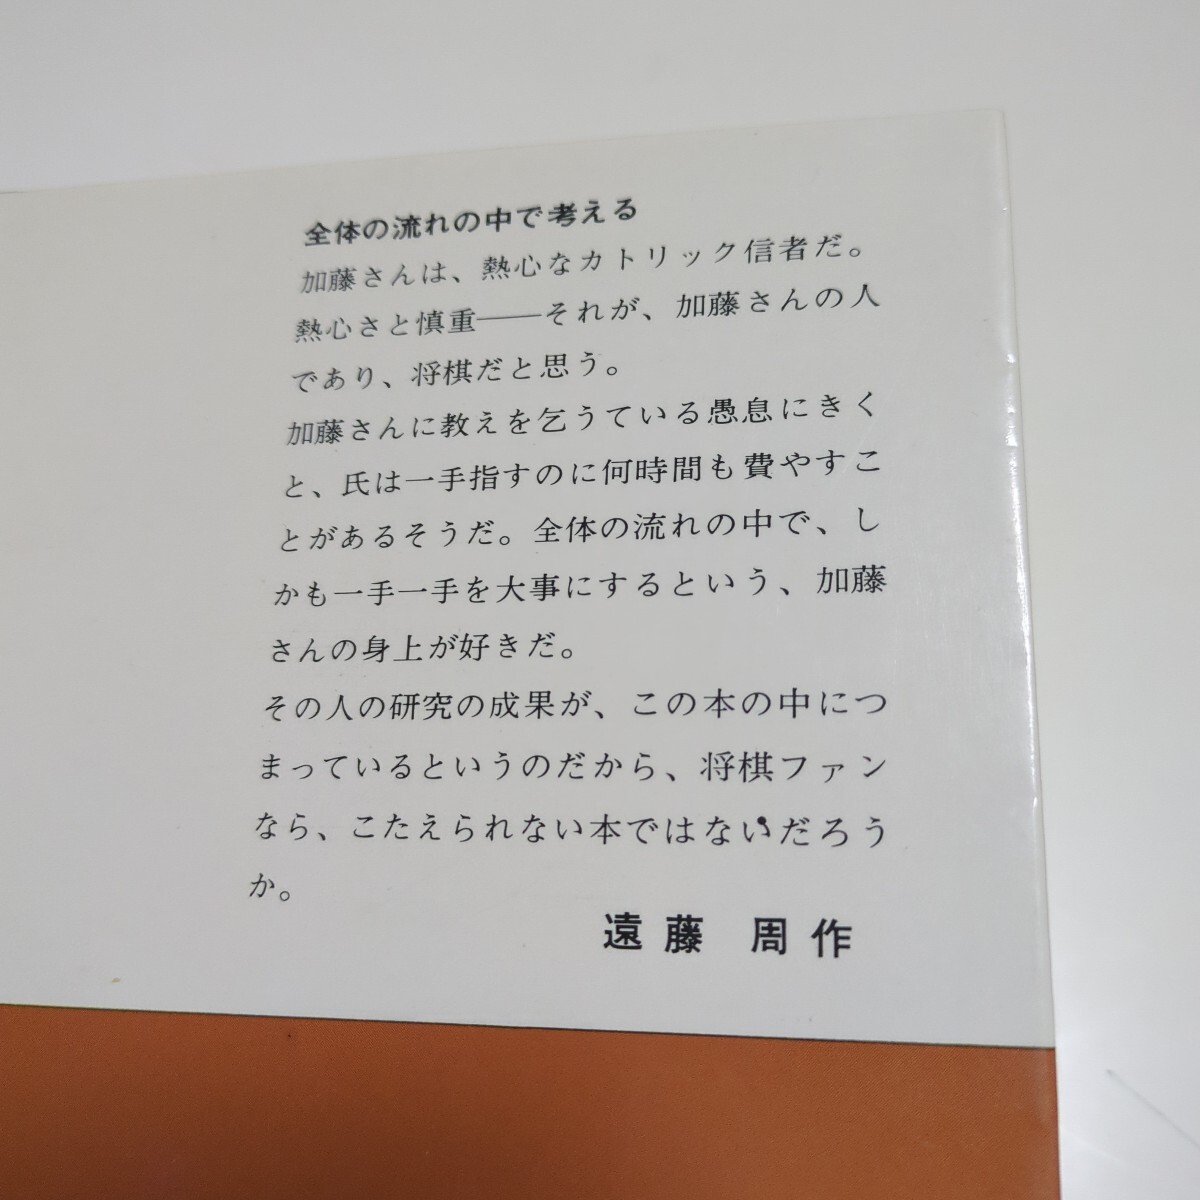 全体の流れの中で考える
加藤さんは、熱心なカトリック信者だ。
熱心さと慎重――それが、加藤さんの人
であり、将棋だと思う。
加藤さんに教えを乞うている愚息にきく
と、氏は一手指すのに何時間も費やすこ
とがあるそうだ。全体の流れの中で、し
かも一手一手を大事にするという、加藤
さんの身上が好きだ。
その人の研究の成果が、この本の中につ
まっているというのだから、将棋ファン
なら、こたえられない本ではないだろう
か。
遠藤 周作